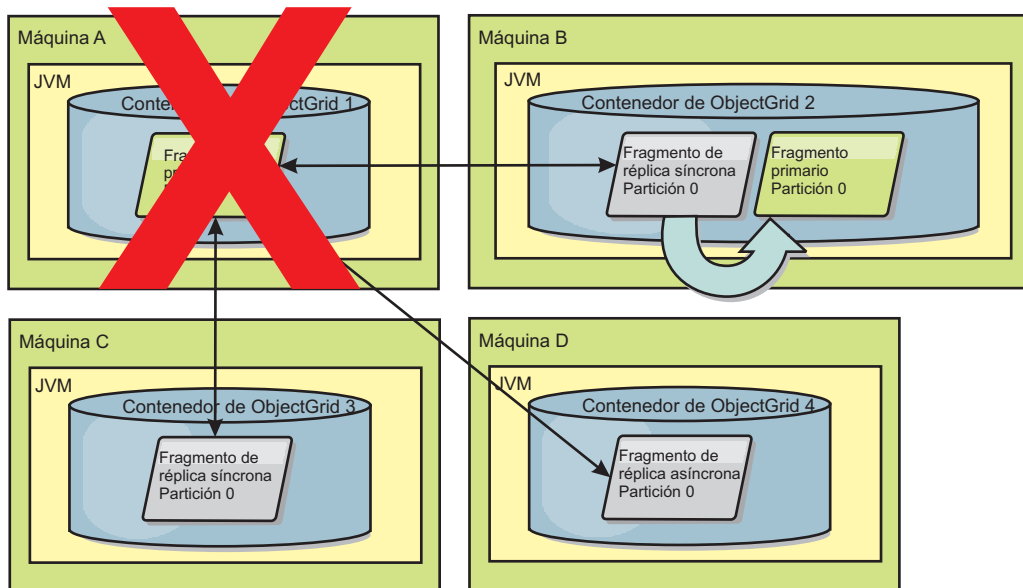 Máquina A
JVM
ObjectGrid 1
Máquina B
JVM
Contenedor de ObjectGrid 2
Fragmento de
réplica síncrona
Partición 0
Fragmento
primario
Partición 0
Máquina C
JVM
Contenedor de ObjectGrid 3
Fragmento de
réplica síncrona
Partición 0
Máquina D
JVM
Contenedor de ObjectGrid 4
Fragmento de
réplica asíncrona
Partición 0